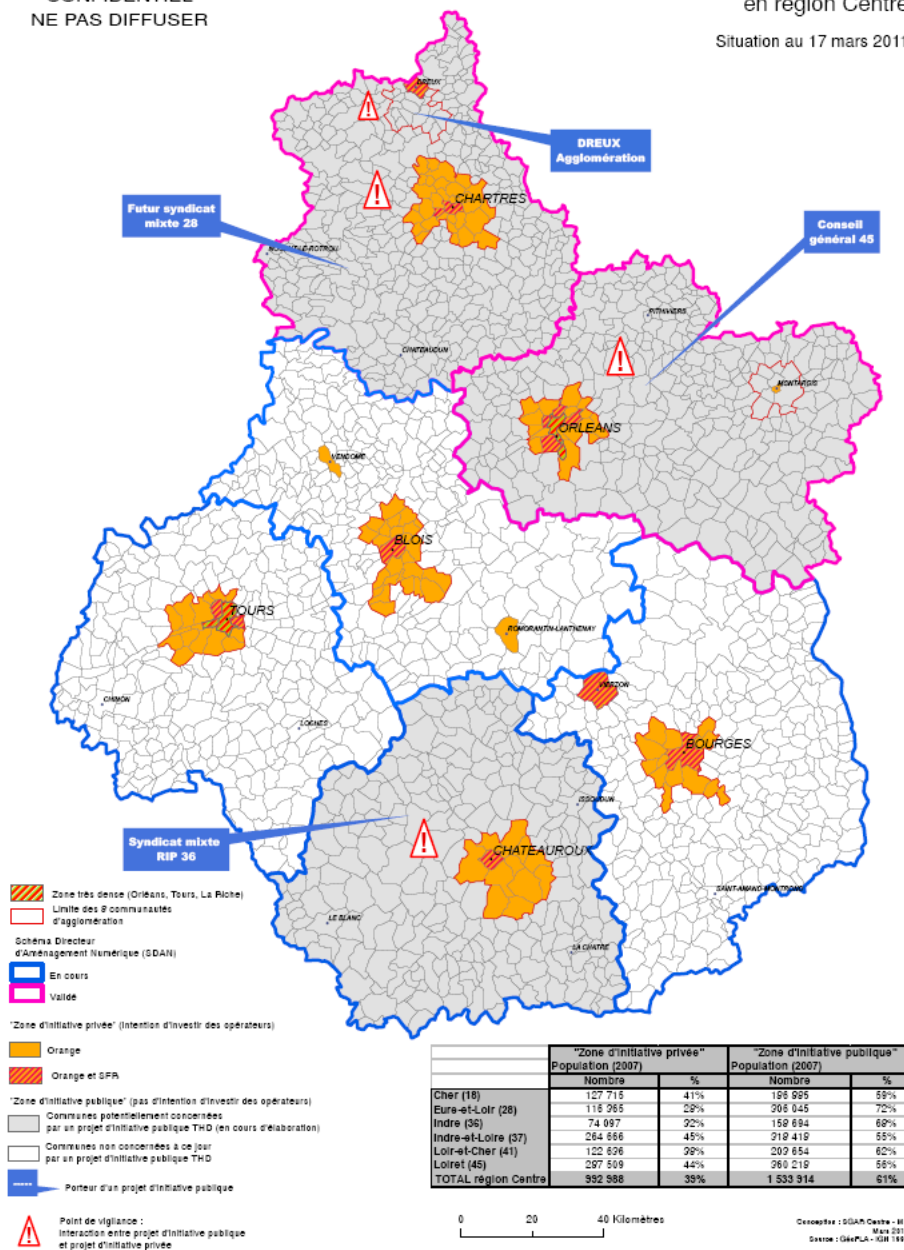 NE PAS DIFFUSER
en région Centre
Situation au 17 mars 2011
DREUX
DREUX
Agglomération
CHARTRES
Futur syndicat
mixte 28
Conseil
général 45
PITHIVIERS
CHATEAUDUN
MONTARGIS
ORLEANS
VENDOME
BLOIS
TOURS
ROMORANTIN-LANTHENAY
VIERZON
CHINON
LOCHES
BOURGES
ISSOUDUN
Syndicat mixte
RIP 36
CHATEAUROUX
SAINT-AMAND-MONTROND
LE BLANC
LA CHATRE
Zone très dense (Orléans, Tours, La Riche)
Limite des 8 communautés
d'agglomération
Schéma Directeur
d'Aménagement Numérique (SDAN)
En cours
Validé
"Zone d'initiative privée" (intention d'investir des opérateurs)
Orange
Orange et SFR
"Zone d'initiative publique" (pas d'intention d'investir des opérateurs)
Communes potentiellement concernées
par un projet d'initiative publique THD (en cours d'élaboration)
Communes non concernées à ce jour
par un projet d'initiative publique THD
Porteur d'un projet d'initiative publique
Point de vigilance :
interaction entre projet d'initiative publique
et projet d'initiative privée
"Zone d'initiative privée" "Zone d'initiative publique"
Population (2007) Population (2007)
Nombre % Nombre %
Cher (18) 127 715 41% 59%
Eure-et-Loir (28) 28% 306 045 72%
Indre (36) 74 097 32% 158 694 68%
Indre-et-Loire (37) 264 666 45% 318 419 55%
Loir-et-Cher (41) 122 636 38% 203 654 62%
Loiret (45) 44% 360 219 56%
TOTAL région Centre 992 988 39% 1 533 914 61%
0 20 40 Kilomètres
Conception : SGAR Centre - M
Mars 201